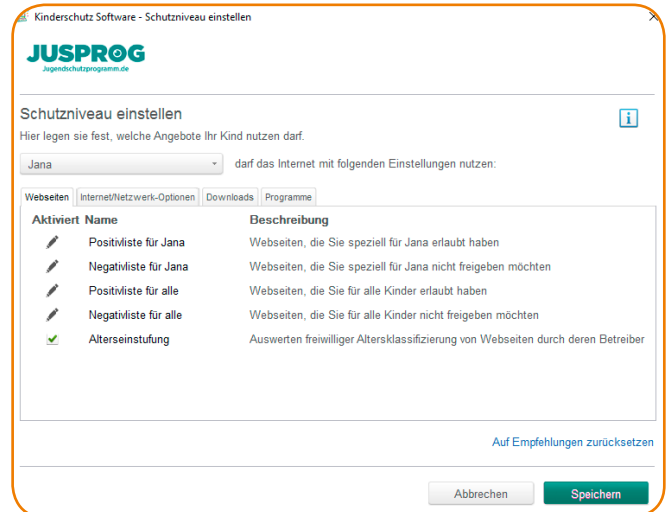 Kinderschutz Software - Schutzniveau einstellen
JUSPROG
Jugendschutzprogramm.de
Schutzniveau einstellen
Hier legen sie fest, welche Angebote Ihr Kind nutzen darf.
Jana darf das Internet mit folgenden Einstellungen nutzen:
Webseiten Internet/Netzwerk-Optionen Downloads Programme
Aktiviert Name Beschreibung
Positivliste für Jana Webseiten, die Sie speziell für Jana erlaubt haben
Negativliste für Jana Webseiten, die Sie speziell für Jana nicht freigeben möchten
Positivliste für alle Webseiten, die Sie für alle Kinder erlaubt haben
Negativliste für alle Webseiten, die Sie für alle Kinder nicht freigeben möchten
Alterseinstufung Auswerten freiwilliger Altersklassifizierung von Webseiten durch deren Betreiber
Auf Empfehlungen zurücksetzen
Abbrechen Speichern